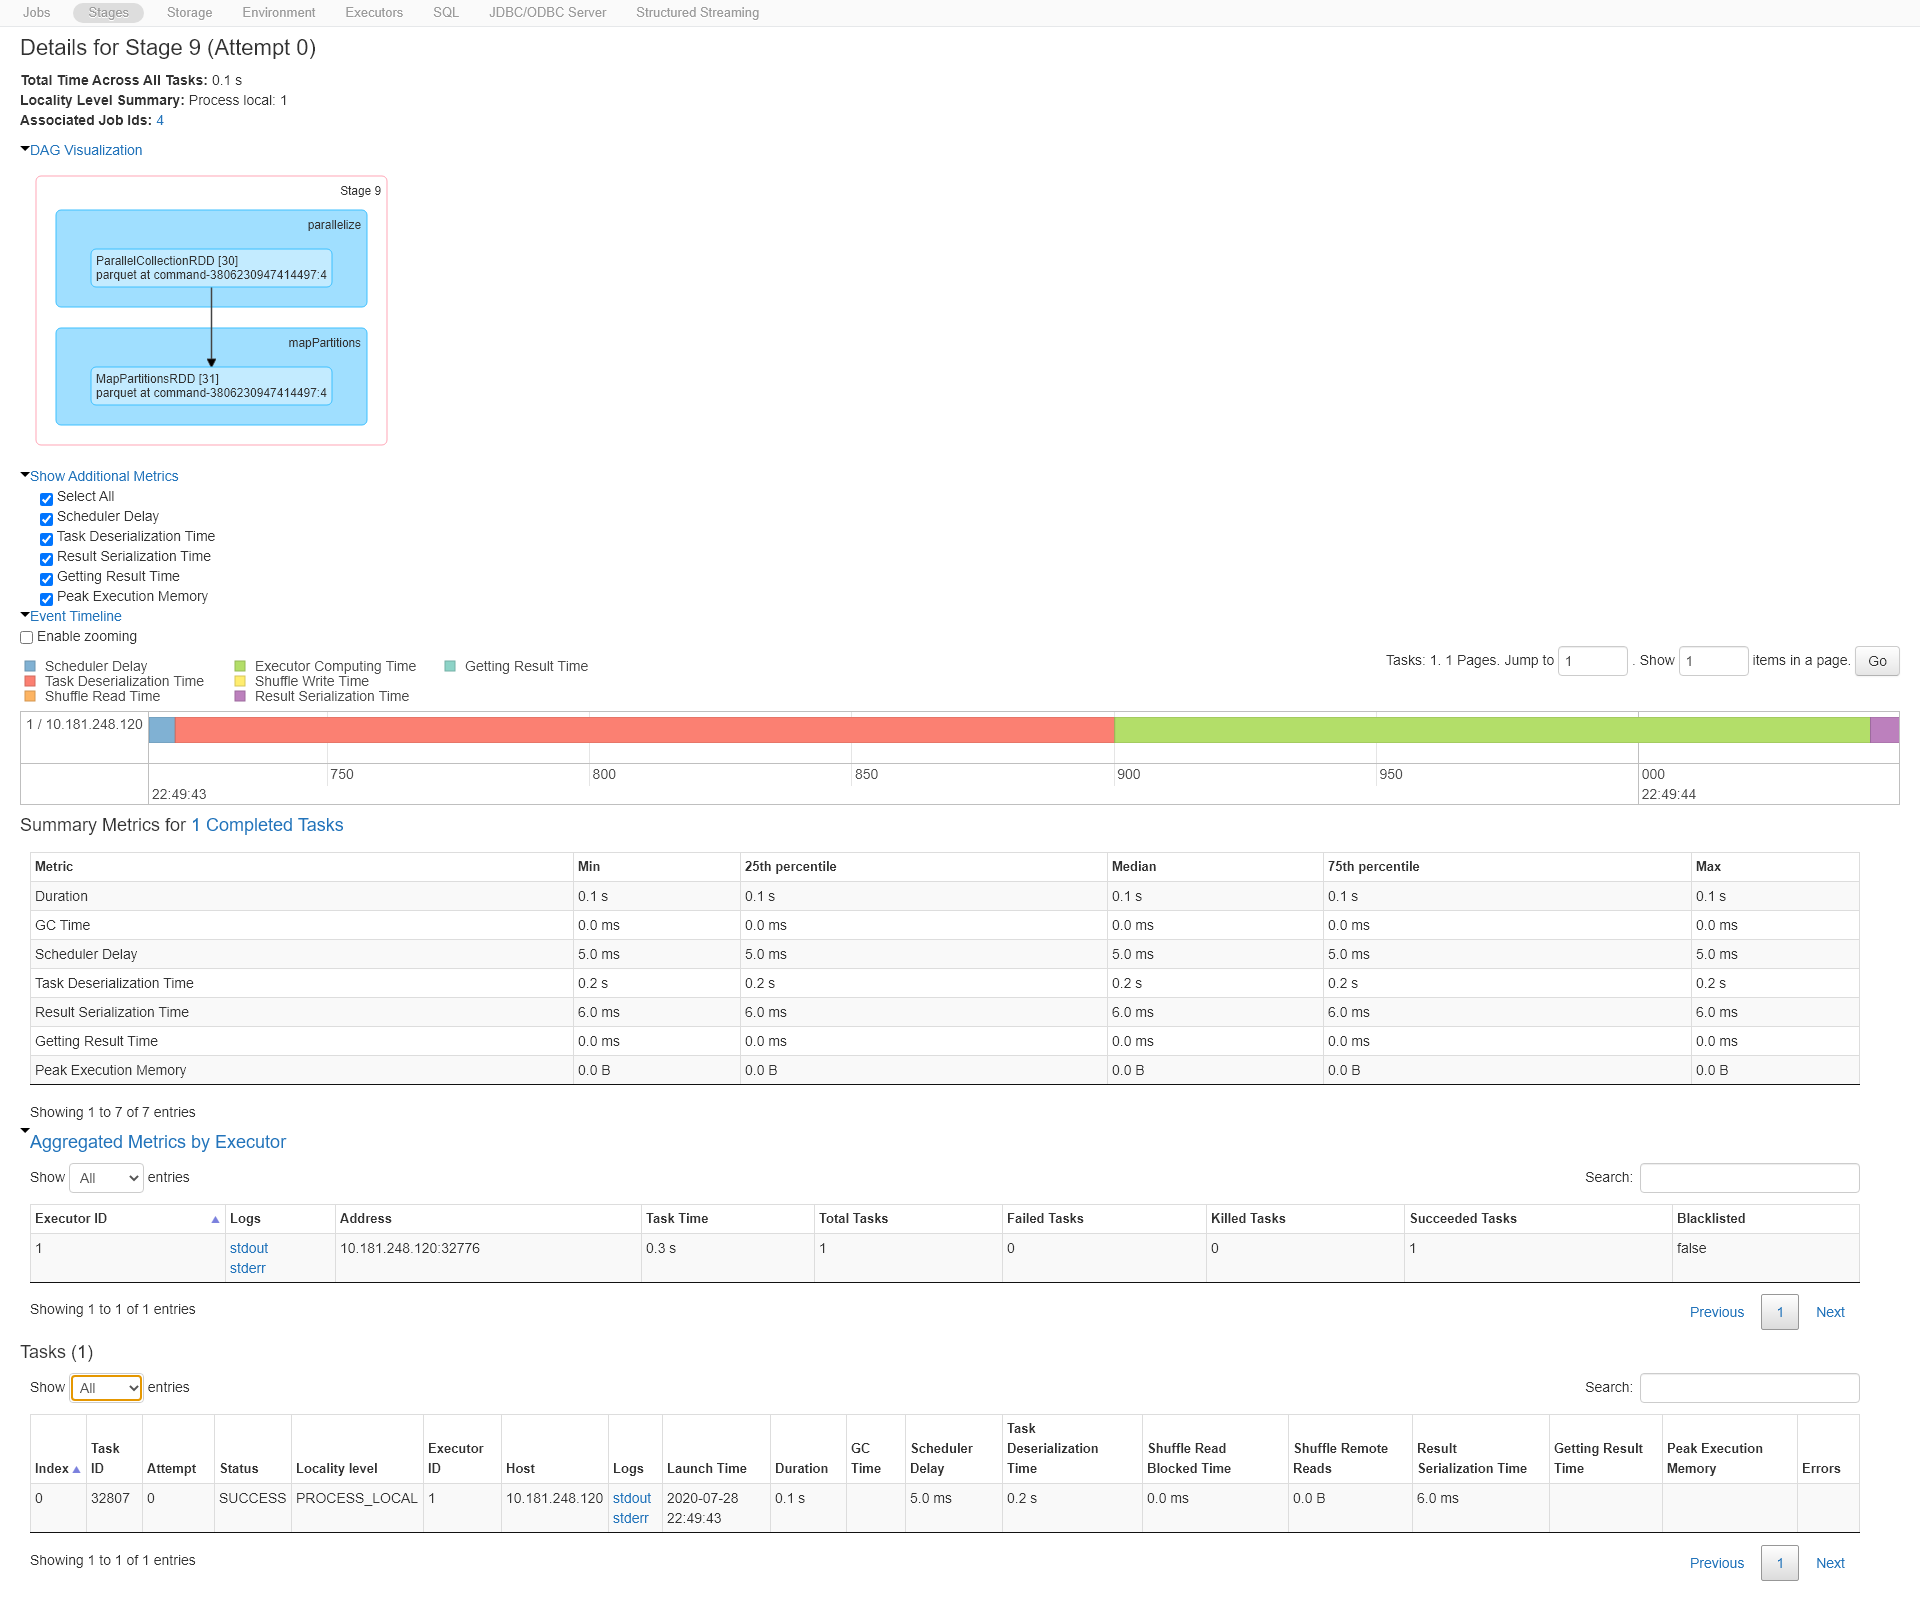 Jobs Stages Storage Environment Executors SQL JDBC/ODBC Server Structured Streaming
Details for Stage 9 (Attempt 0)
Total Time Across All Tasks: 0.1 s
Locality Level Summary: Process local: 1
Associated Job Ids: 4
DAG Visualization
Stage 9
parallelize
ParallelCollectionRDD [30]
parquet at command-3806230947414497:4
mapPartitions
MapPartitionsRDD [31]
parquet at command-3806230947414497:4
Show Additional Metrics
Select All
Scheduler Delay
Task Deserialization Time
Result Serialization Time
Getting Result Time
Peak Execution Memory
Event Timeline
Enable zooming
Scheduler Delay Executor Computing Time Getting Result Time
Task Deserialization Time Shuffle Write Time
Shuffle Read Time Result Serialization Time
Tasks: 1. 1 Pages. Jump to 1 . Show 1 items in a page. Go
1 / 10.181.248.120
750 800 850 900 950 000
22:49:43 22:49:44
Summary Metrics for 1 Completed Tasks
Metric Min 25th percentile Median 75th percentile Max
Duration 0.1 s 0.1 s 0.1 s 0.1 s 0.1 s
GC Time 0.0 ms 0.0 ms 0.0 ms 0.0 ms 0.0 ms
Scheduler Delay 5.0 ms 5.0 ms 5.0 ms 5.0 ms 5.0 ms
Task Deserialization Time 0.2 s 0.2 s 0.2 s 0.2 s 0.2 s
Result Serialization Time 6.0 ms 6.0 ms 6.0 ms 6.0 ms 6.0 ms
Getting Result Time 0.0 ms 0.0 ms 0.0 ms 0.0 ms 0.0 ms
Peak Execution Memory 0.0 B 0.0 B 0.0 B 0.0 B 0.0 B
Showing 1 to 7 of 7 entries
Aggregated Metrics by Executor
Show All entries Search:
Executor ID Logs Address Task Time Total Tasks Failed Tasks Killed Tasks Succeeded Tasks Blacklisted
1 stdout 10.181.248.120:32776 0.3 s 1 0 0 1 false
stderr
Showing 1 to 1 of 1 entries Previous 1 Next
Tasks (1)
Show All entries Search:
Index Task ID Attempt Status Locality level Executor ID Host Logs Launch Time Duration GC Time Scheduler Delay Task Deserialization Time Shuffle Read Blocked Time Shuffle Remote Reads Result Serialization Time Getting Result Time Peak Execution Memory Errors
0 32807 0 SUCCESS PROCESS_LOCAL 1 10.181.248.120 stdout 2020-07-28 0.1 s 5.0 ms 0.2 s 0.0 ms 0.0 B 6.0 ms
stderr 22:49:43
Showing 1 to 1 of 1 entries Previous 1 Next